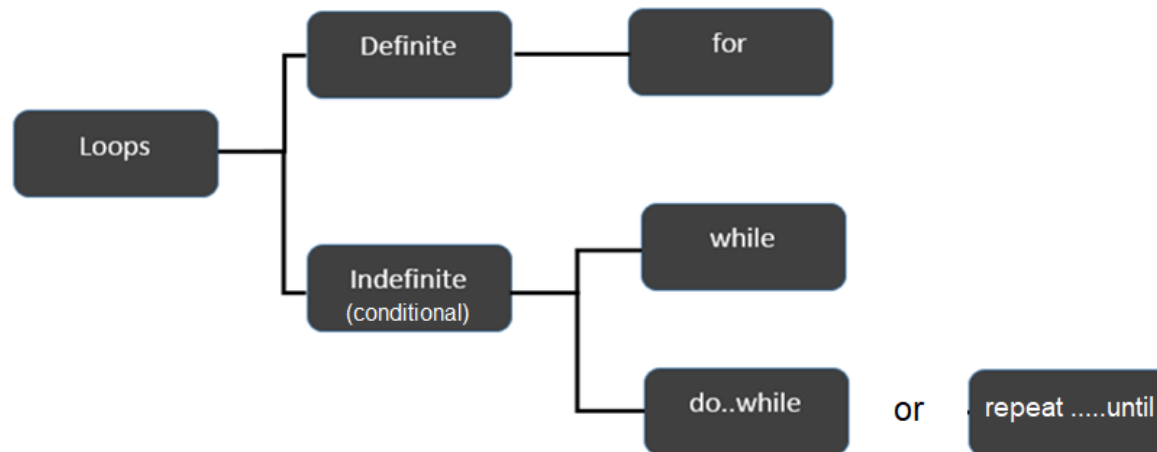 Definite
for
Loops
while
Indefinite
(conditional)
do..while or repeat .....until